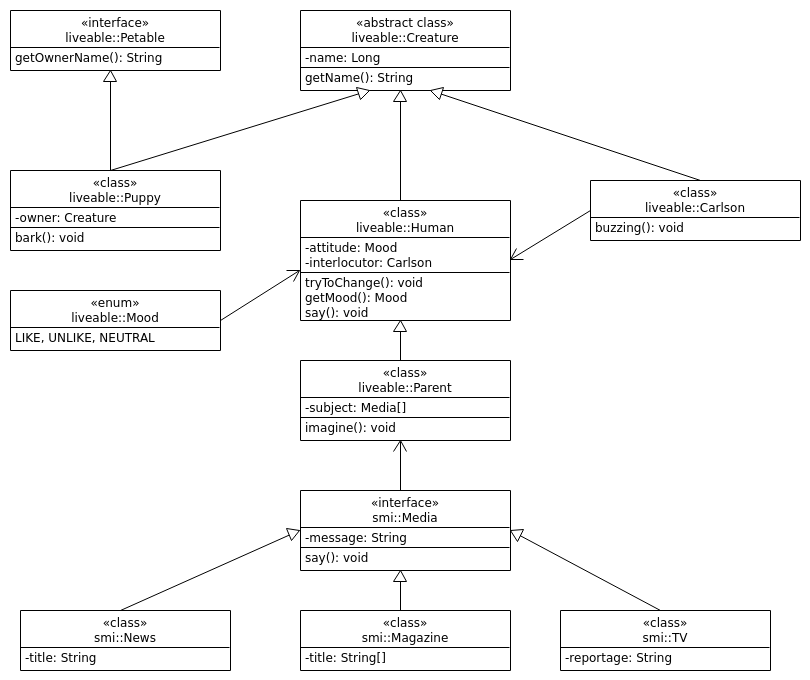 «interface»
liveable::Petable
getOwnerName(): String
«abstract class»
liveable::Creature
-name: Long
getName(): String
«class»
liveable::Puppy
-owner: Creature
bark(): void
«class»
liveable::Human
-attitude: Mood
-interlocutor: Carlson
tryToChange(): void
getMood(): Mood
say(): void
«class»
liveable::Carlson
buzzing(): void
«enum»
liveable::Mood
LIKE, UNLIKE, NEUTRAL
«class»
liveable::Parent
-subject: Media[]
imagine(): void
«interface»
smi::Media
-message: String
say(): void
«class»
smi::News
-title: String
«class»
smi::Magazine
-title: String[]
«class»
smi::TV
-reportage: String